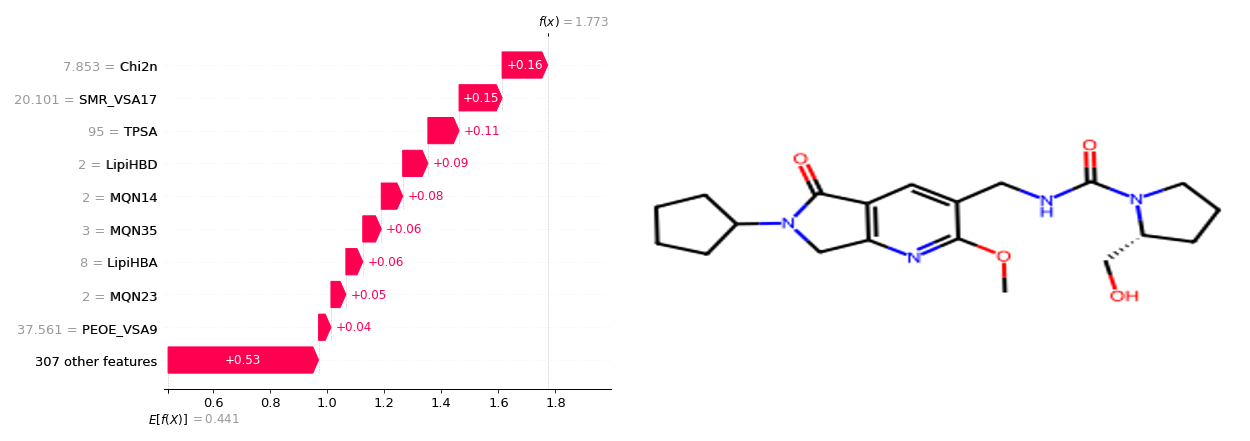 f(x) = 1.773
7.853 = Chi2n
+0.16
20.101 = SMR_VSA17
+0.15
95 = TPSA
+0.11
2 = LipiHBD
+0.09
2 = MQN14
+0.08
3 = MQN35
+0.06
8 = LipiHBA
+0.06
2 = MQN23
+0.05
37.561 = PEOE_VSA9
+0.04
307 other features
+0.53
0.6 0.8 1.0 1.2 1.4 1.6 1.8
E[f(X)] = 0.441
O
N
N
O
N
H
O
N
OH